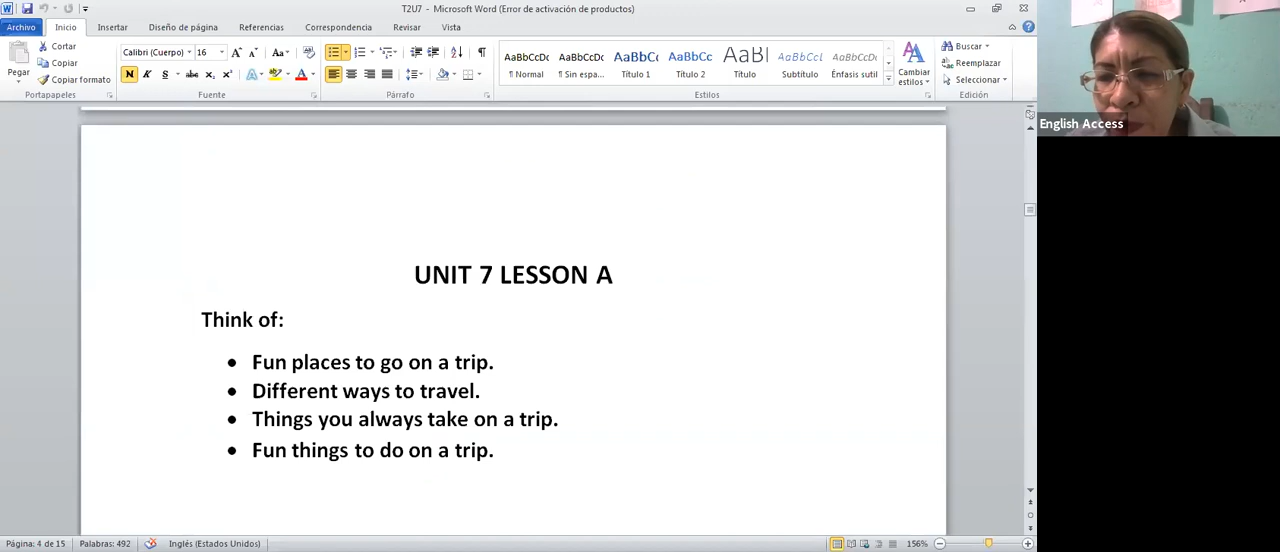 T2U7 - Microsoft Word (Error de activación de productos)
Archivo Inicio Insertar Diseño de página Referencias Correspondencia Revisar Vista
Pegar
Cortar
Copiar
Copiar formato
Portapapeles
Calibri (Cuerpo) 16
N K S abc x₂ x² A A
Fuente
Párrafo
AaBbCcDc AaBbCcDc AaBbCc AaBbCc AaBl AaBbCcL AaBbCcDc
¶ Normal ¶ Sin espa... Título 1 Título 2 Título Subtítulo Énfasis sutil
Cambiar estilos
Estilos
Buscar
Reemplazar
Seleccionar
Edición
English Access
UNIT 7 LESSON A
Think of:
• Fun places to go on a trip.
• Different ways to travel.
• Things you always take on a trip.
• Fun things to do on a trip.
Página: 4 de 15 Palabras: 492 Inglés (Estados Unidos) 156%